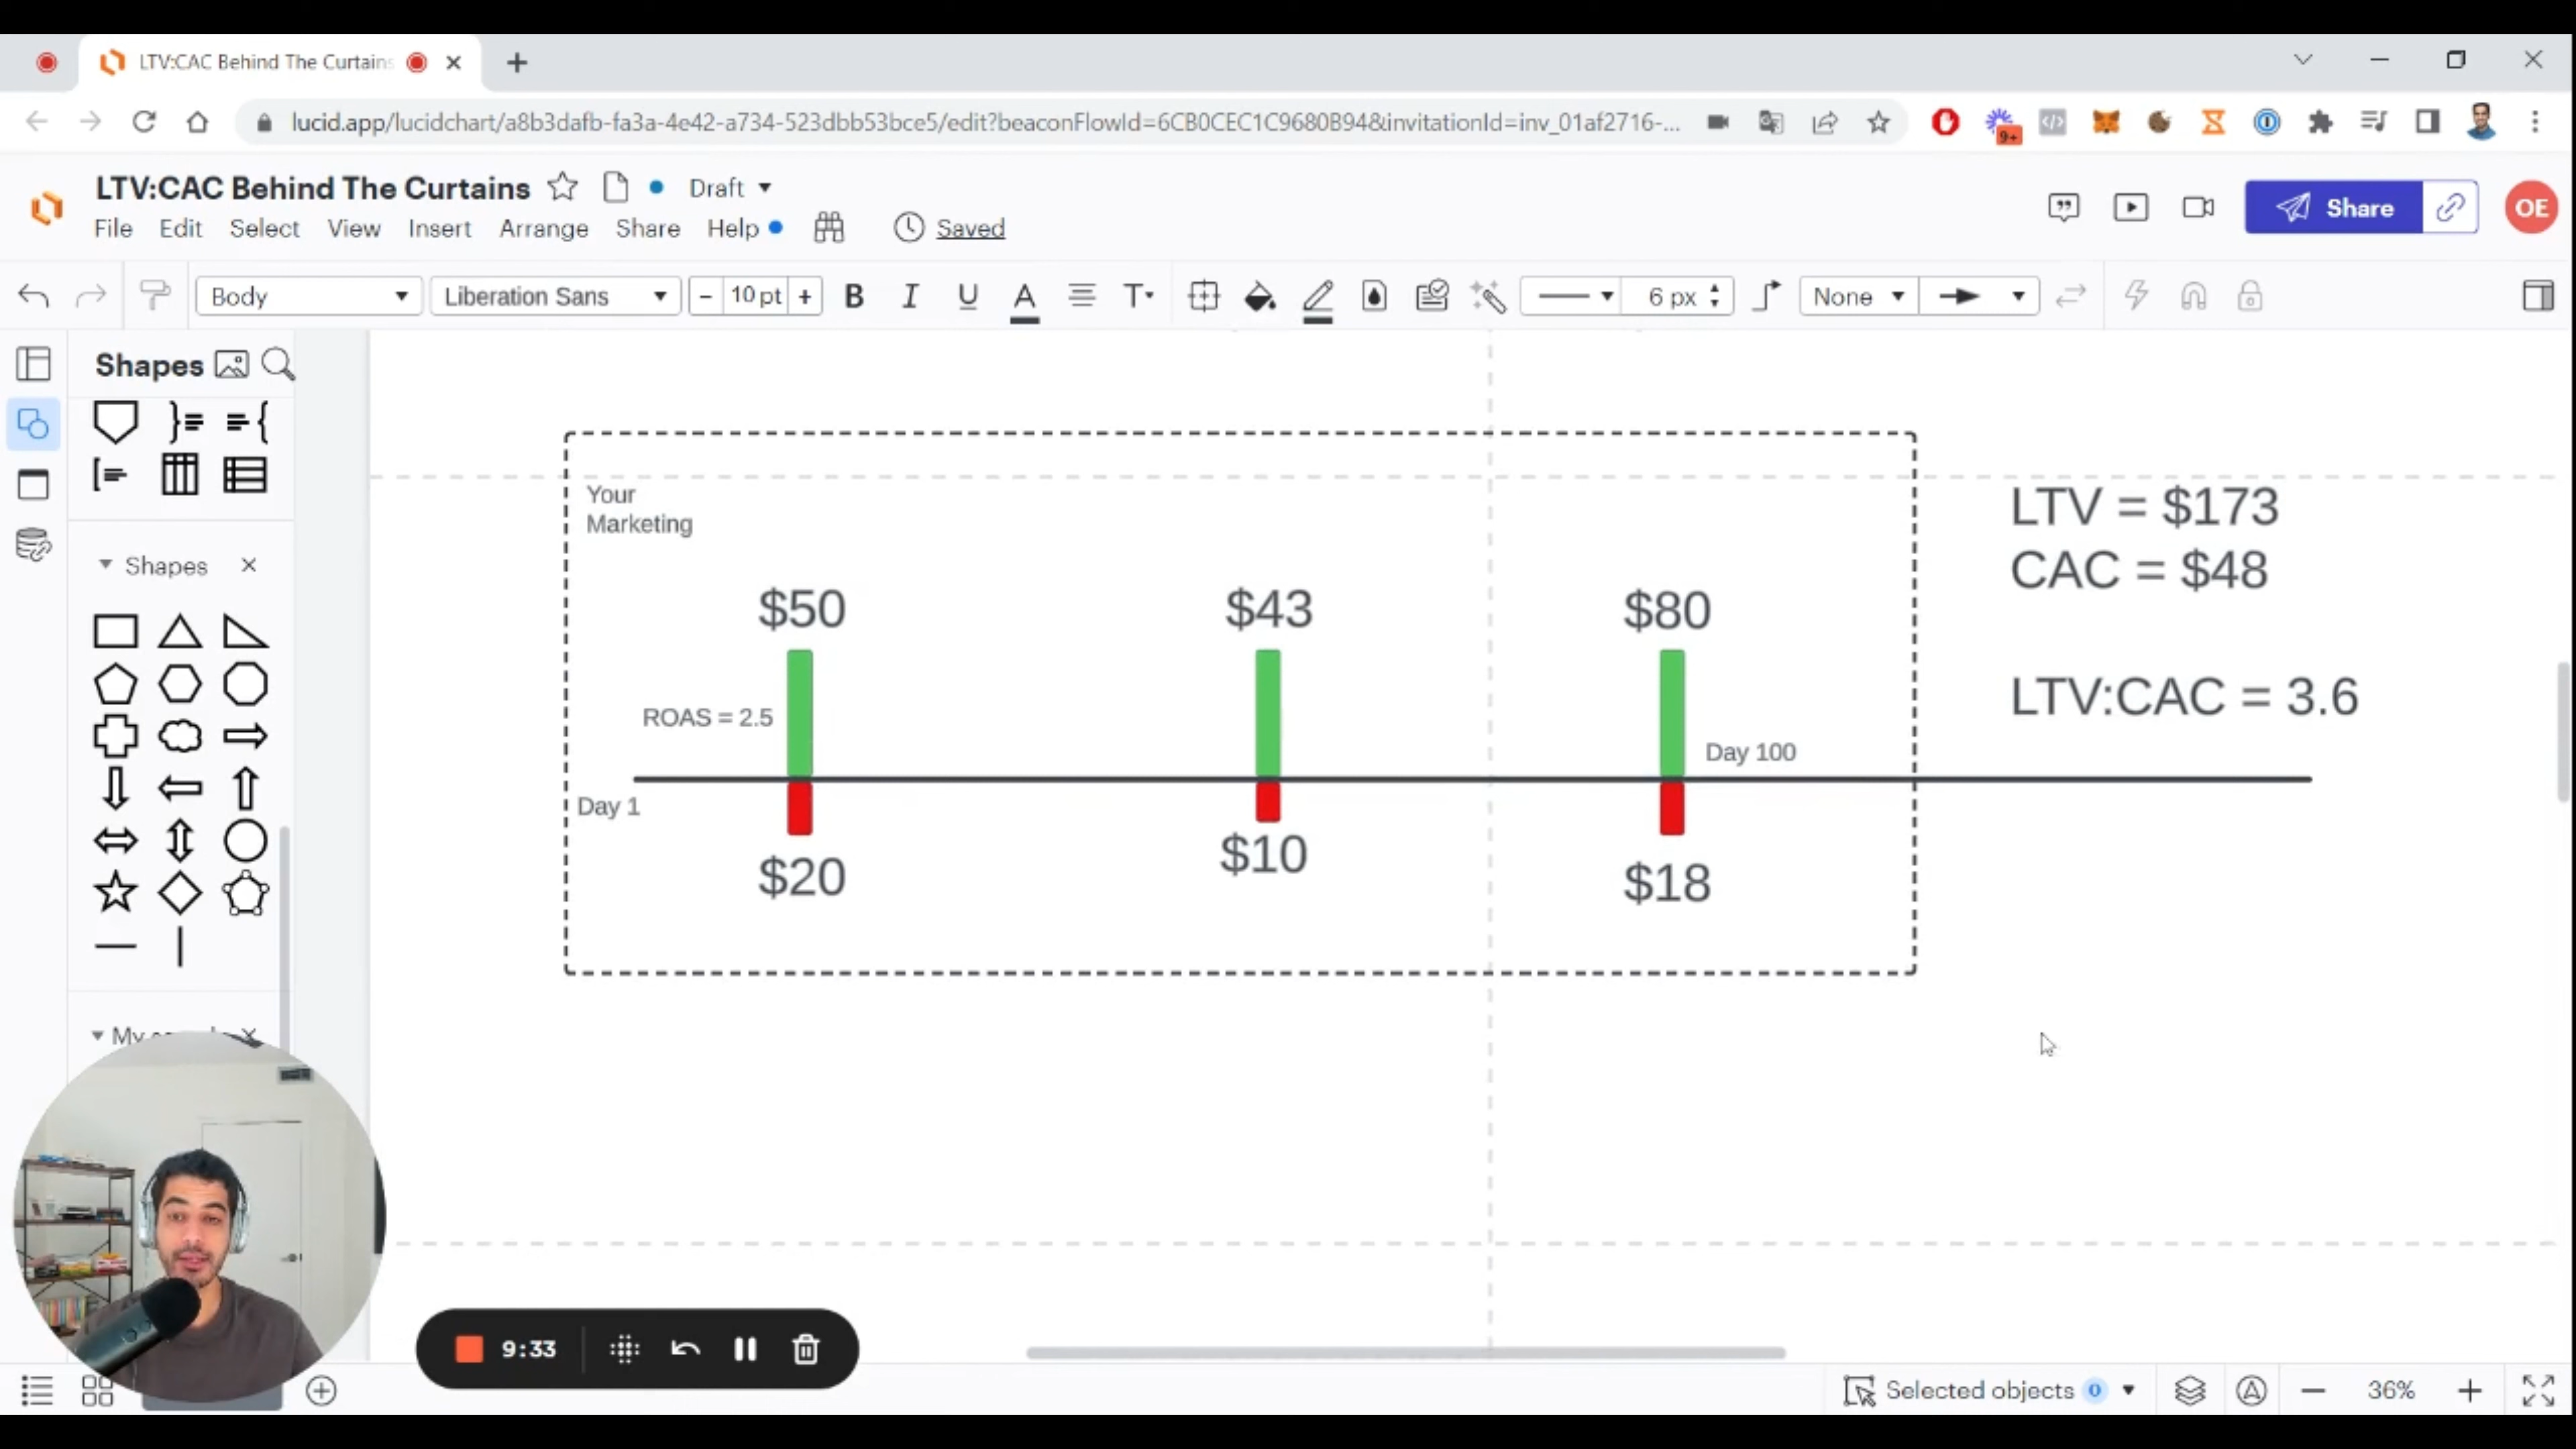 LTV:CAC Behind The Curtains
lucid.app/lucidchart/a8b3dafb-fa3a-4e42-a734-523dbb53bce5/edit?beaconFlowId=6CB0CEC1C9680B94&invitationId=inv_01af2716-...
9+
LTV:CAC Behind The Curtains
Draft
File Edit Select View Insert Arrange Share Help
Saved
Share
OE
Body
Liberation Sans
- 10 pt +
B I U A T
6 px
None
Shapes
Shapes
Your
Marketing
$50
$43
$80
ROAS = 2.5
Day 100
Day 1
$20
$10
$18
LTV = $173
CAC = $48
LTV:CAC = 3.6
My
9:33
Selected objects 0
36%